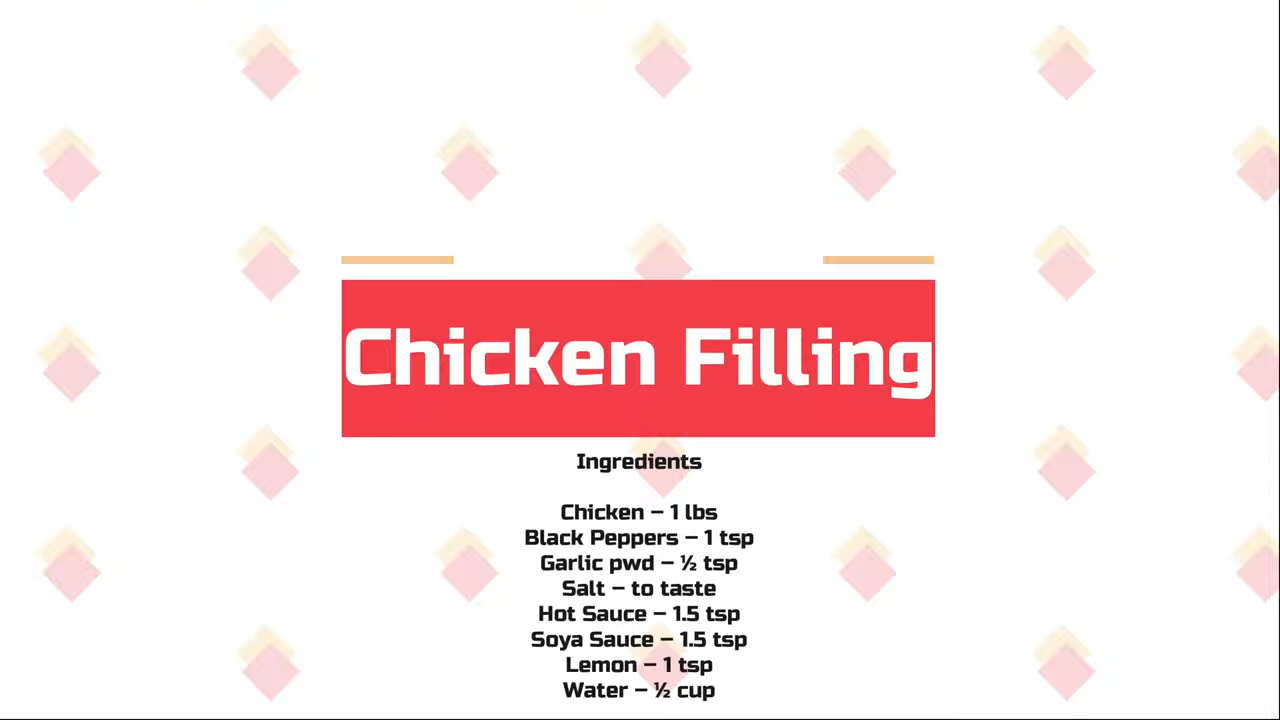 Chicken Filling
Ingredients
Chicken – 1 lbs
Black Peppers – 1 tsp
Garlic pwd – ½ tsp
Salt – to taste
Hot Sauce – 1.5 tsp
Soya Sauce – 1.5 tsp
Lemon – 1 tsp
Water – ½ cup